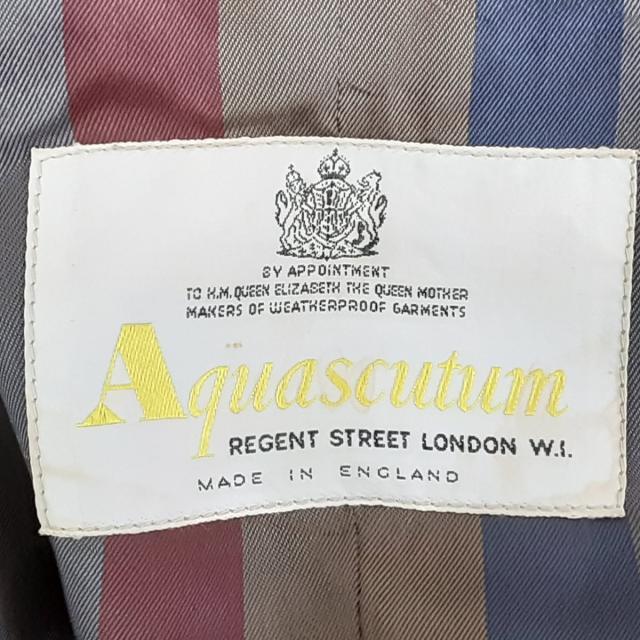 BY APPOINTMENT
TO H.M. QUEEN ELIZABETH THE QUEEN MOTHER
MAKERS OF WEATHERPROOF GARMENTS
Aquascutum
REGENT STREET LONDON W.I.
MADE IN ENGLAND